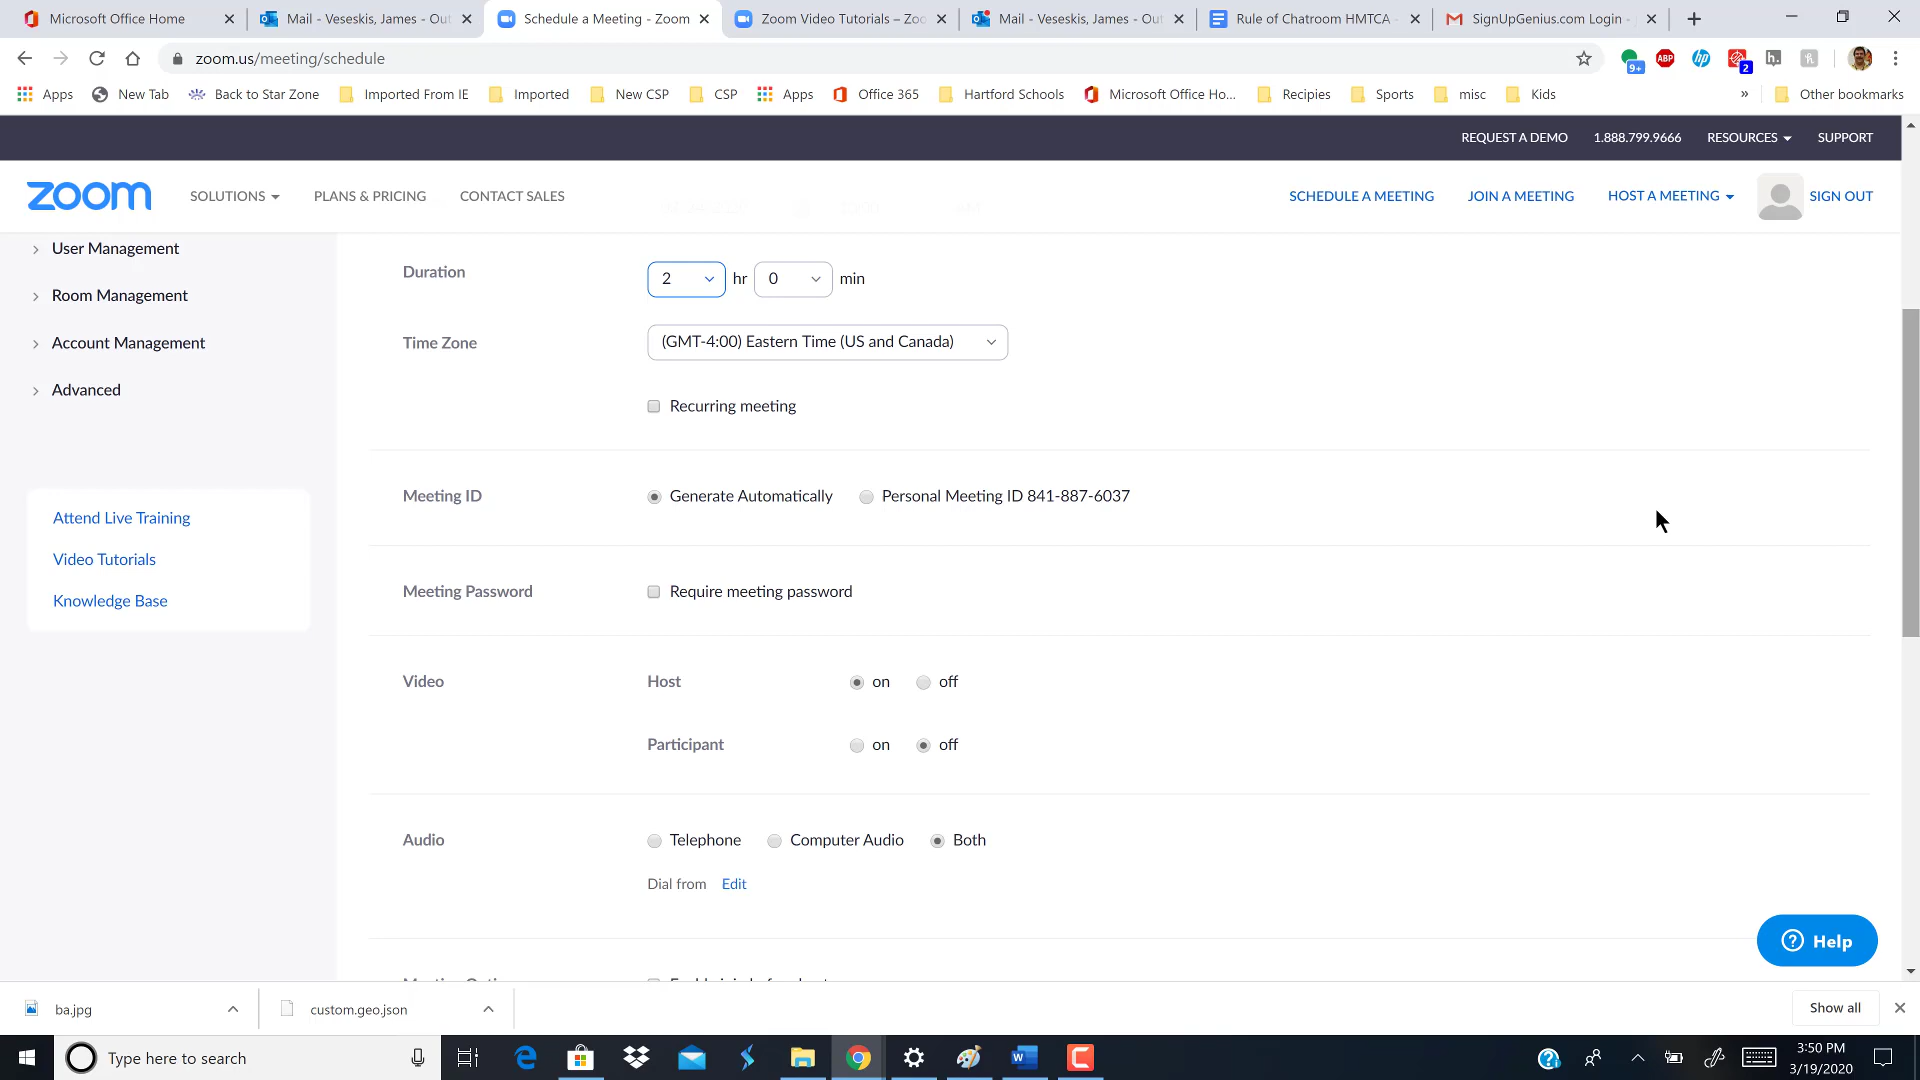 Microsoft Office Home
Mail - Veseskis, James - Out
Schedule a Meeting - Zoom
Zoom Video Tutorials – Zoo
Mail - Veseskis, James - Out
Rule of Chatroom HMTCA -
SignUpGenius.com Login -
zoom.us/meeting/schedule
9+
ABP
hp
2
h.
Apps
New Tab
Back to Star Zone
Imported From IE
Imported
New CSP
CSP
Apps
Office 365
Hartford Schools
Microsoft Office Ho...
Recipies
Sports
misc
Kids
»
Other bookmarks
REQUEST A DEMO
1.888.799.9666
RESOURCES
SUPPORT
zoom
SOLUTIONS
PLANS & PRICING
CONTACT SALES
SCHEDULE A MEETING
JOIN A MEETING
HOST A MEETING
SIGN OUT
User Management
Room Management
Account Management
Advanced
Attend Live Training
Video Tutorials
Knowledge Base
Duration
2 hr 0 min
Time Zone
(GMT-4:00) Eastern Time (US and Canada)
Recurring meeting
Meeting ID
Generate Automatically
Personal Meeting ID 841-887-6037
Meeting Password
Require meeting password
Video
Host
on
off
Participant
on
off
Audio
Telephone
Computer Audio
Both
Dial from Edit
Help
ba.jpg
custom.geo.json
Show all
Type here to search
3:50 PM
3/19/2020